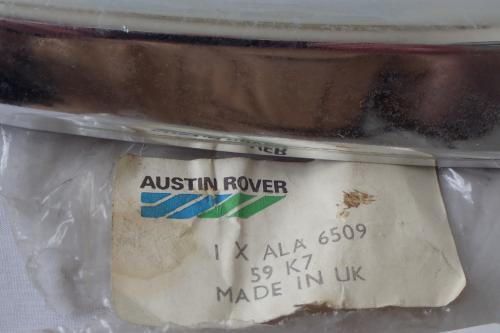 AUSTIN ROVER
1 X ALA 6509
59 K7
MADE IN UK